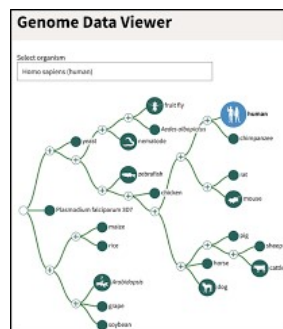 Genome Data Viewer
Select organism
Homo sapiens (human)
fruit fly
human
yeast
Aedes albopictus
nematode
chimpanzee
zebrafish
rat
chicken
mouse
Plasmodium falciparum 3D7
maize
pig
rice
sheep
horse
cattle
Arabidopsis
dog
grape
soybean